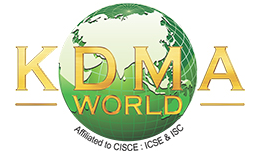 KDMA
WORLD
Affiliated to CISCE : ICSE & ISC